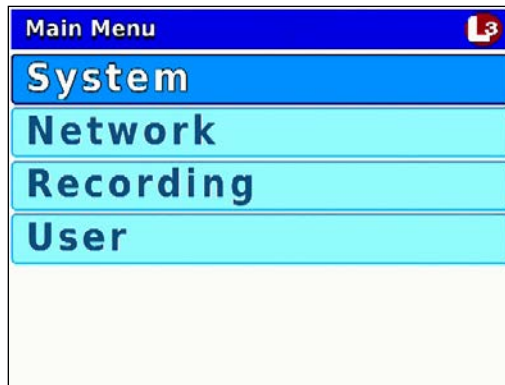 Main Menu
L3
System
Network
Recording
User